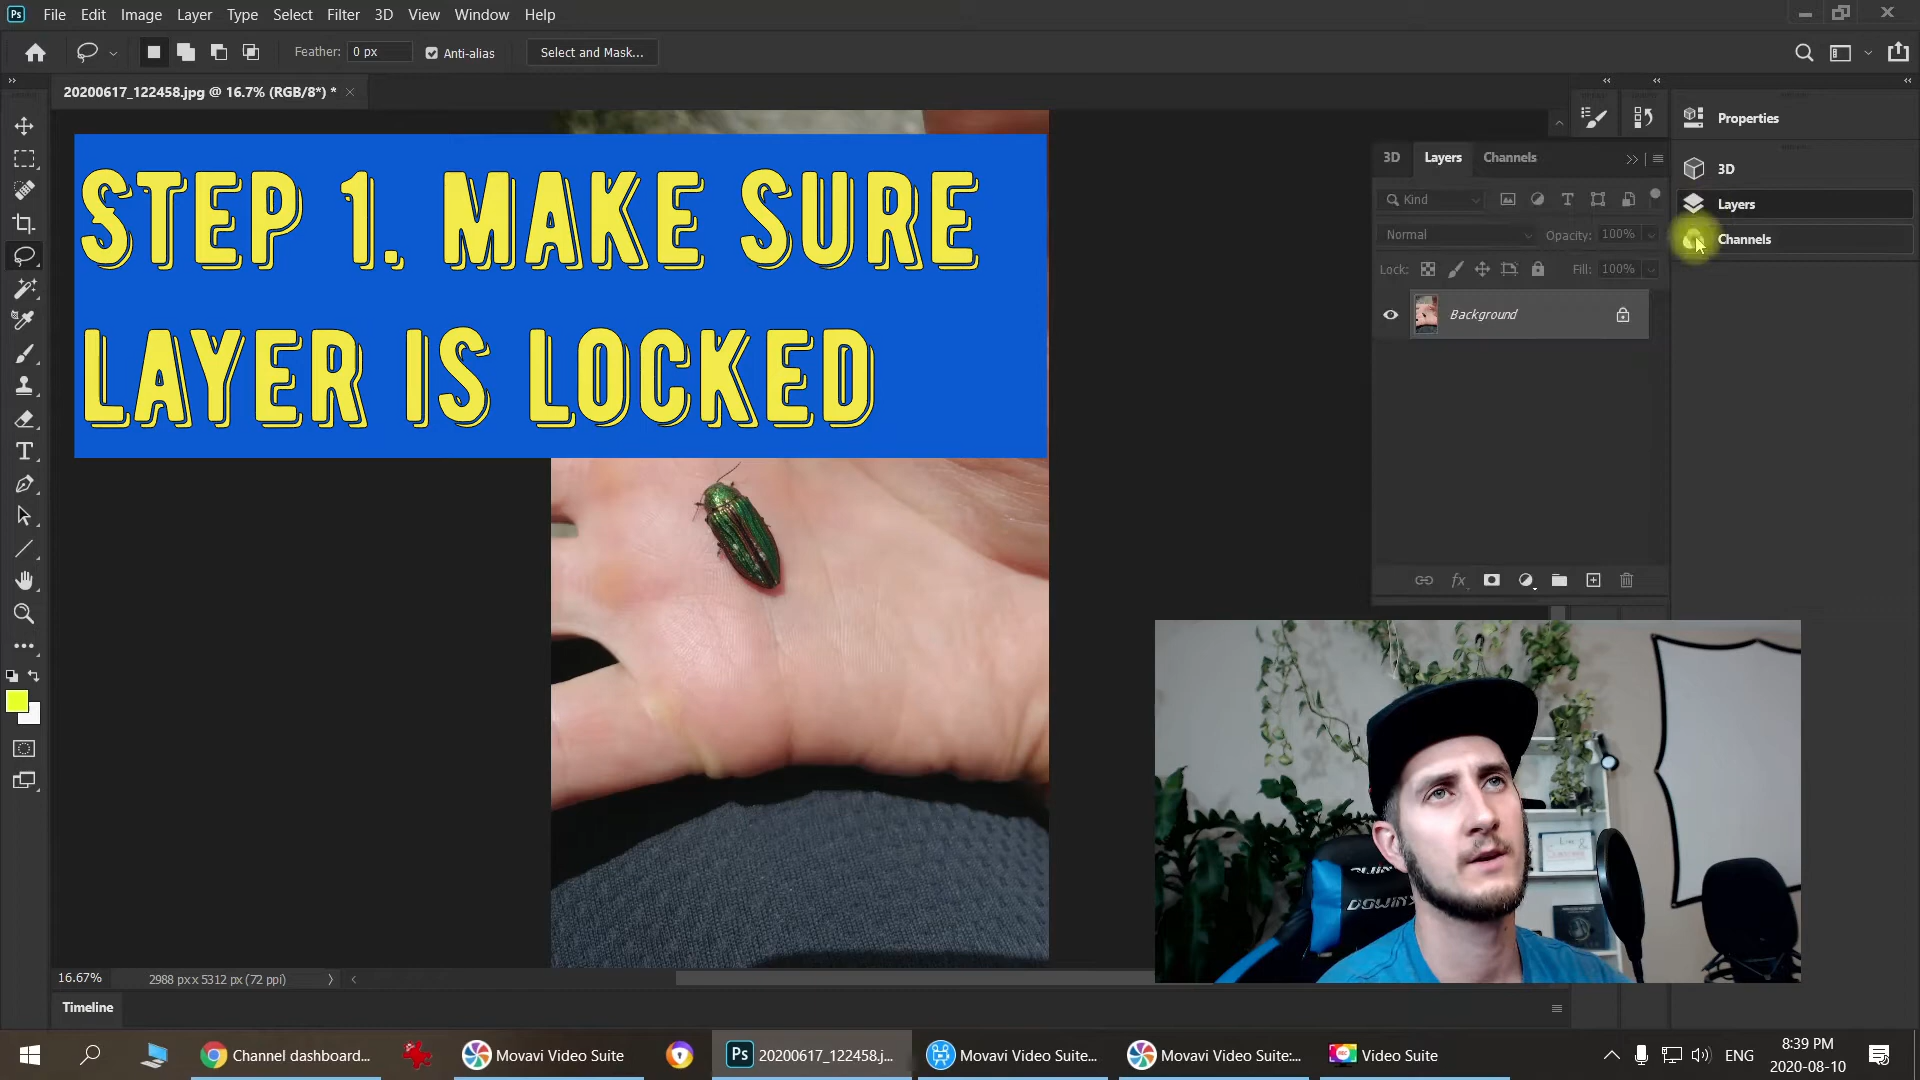 Ps File Edit Image Layer Type Select Filter 3D View Window Help
Feather: 0 px Anti-alias Select and Mask...
20200617_122458.jpg @ 16.7% (RGB/8*) *
STEP 1. MAKE SURE
LAYER IS LOCKED
3D Layers Channels
Kind
Normal Opacity: 100%
Lock: Fill: 100%
Background
fx
Properties
3D
Layers
Channels
DOWINX
16.67% 2988 px x 5312 px (72 ppi)
Timeline
Channel dashboard... Movavi Video Suite Ps 20200617_122458.j... Movavi Video Suite... Movavi Video Suite:... Video Suite ENG 8:39 PM
2020-08-10